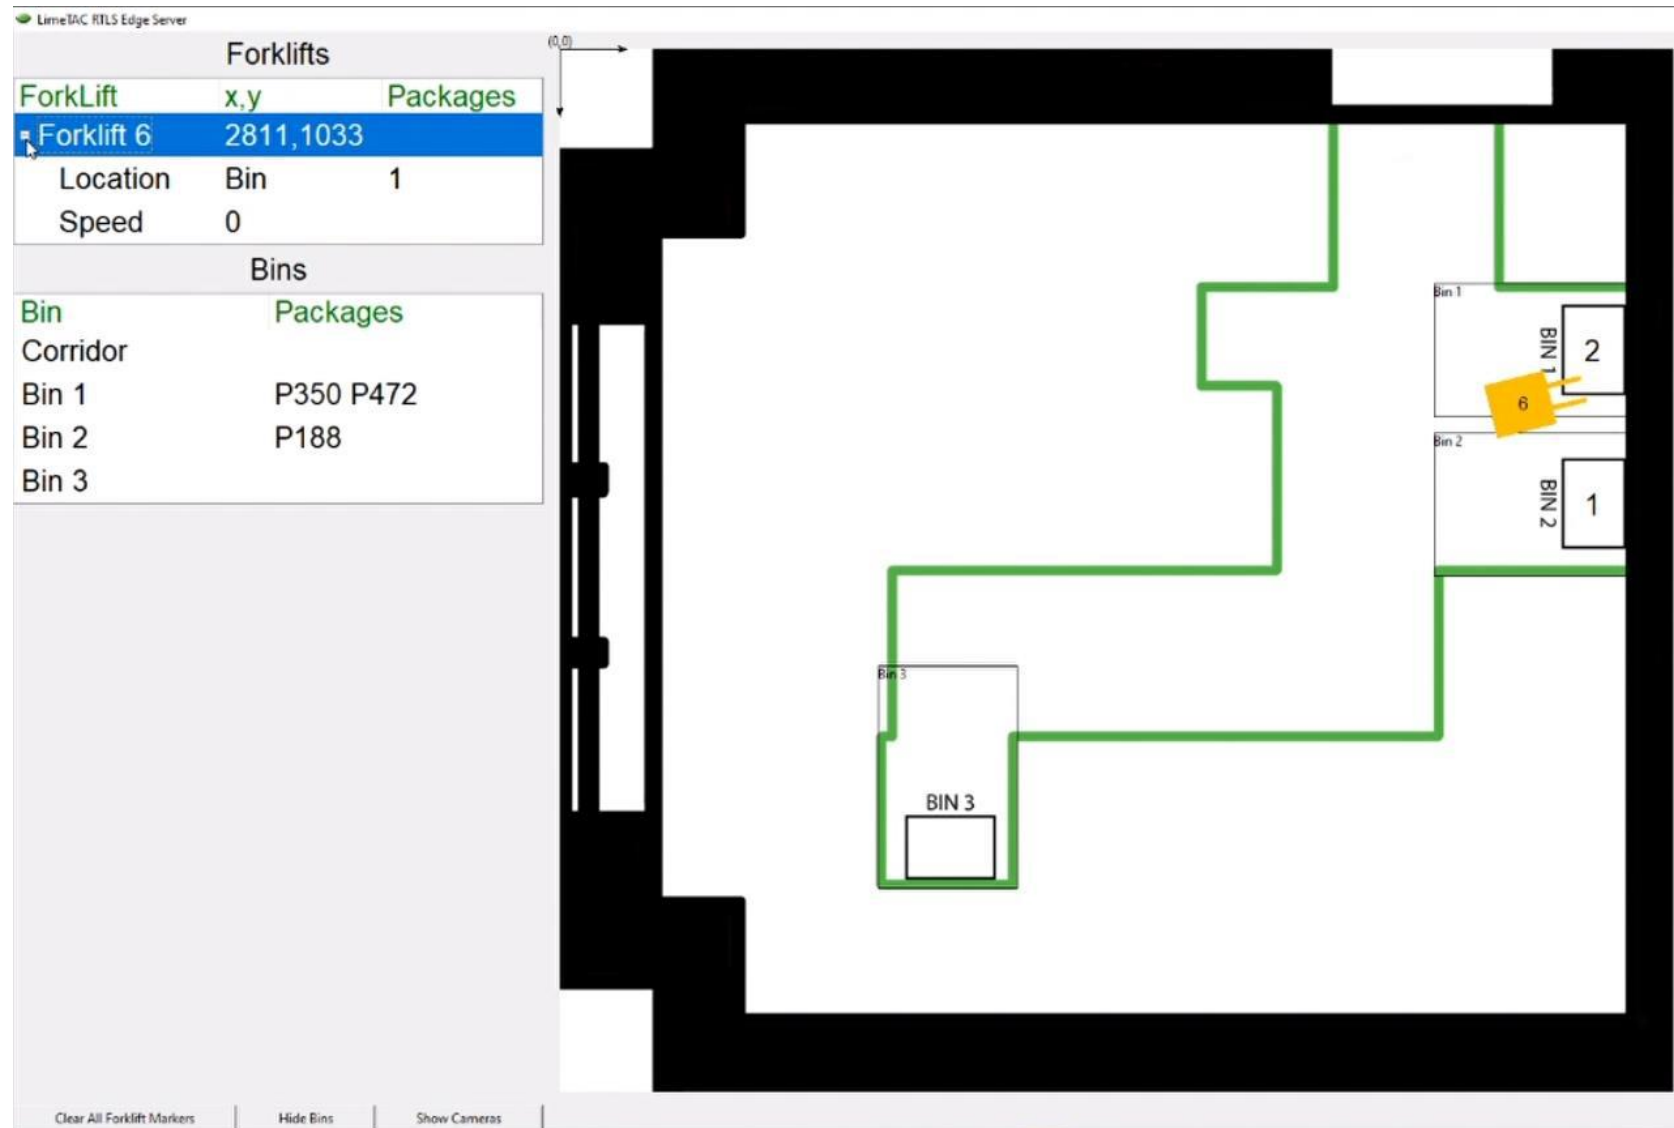 LimeTAC RTLS Edge Server
Forklifts
ForkLift x,y Packages
Forklift 6 2811,1033
Location Bin 1
Speed 0
Bins
Bin Packages
Corridor
Bin 1 P350 P472
Bin 2 P188
Bin 3
Clear All Forklift Markers Hide Bins Show Cameras
(0,0)
Bin 1
BIN 1
2
6
Bin 2
BIN 2
1
Bin 3
BIN 3